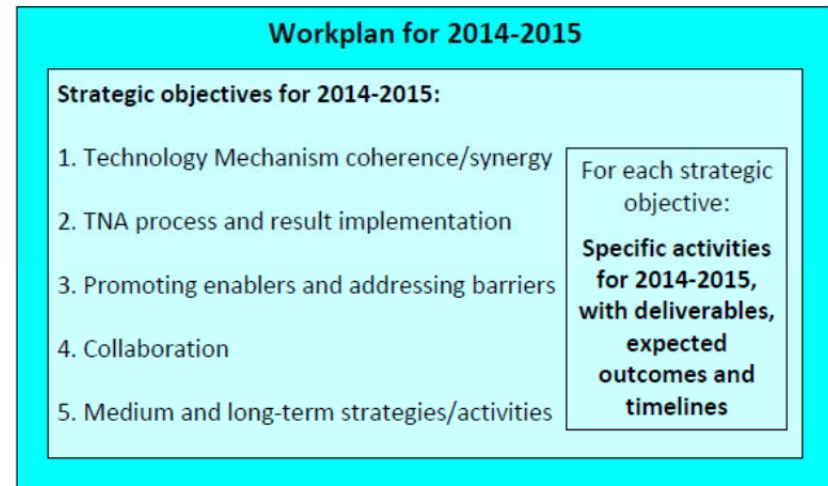 Workplan for 2014-2015
Strategic objectives for 2014-2015:
1. Technology Mechanism coherence/synergy
2. TNA process and result implementation
3. Promoting enablers and addressing barriers
4. Collaboration
5. Medium and long-term strategies/activities
For each strategic
objective:
Specific activities
for 2014-2015,
with deliverables,
expected
outcomes and
timelines